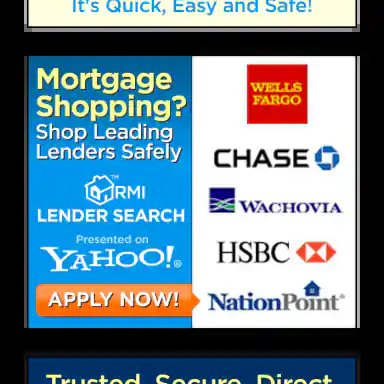 It's Quick, Easy and Safe!
Mortgage
Shopping?
Shop Leading
Lenders Safely
RMI™
LENDER SEARCH
Presented on
YAHOO!®
APPLY NOW!
WELLS
FARGO
CHASE
WACHOVIA
HSBC
NationPoint®
Trusted. Secure. Direct.